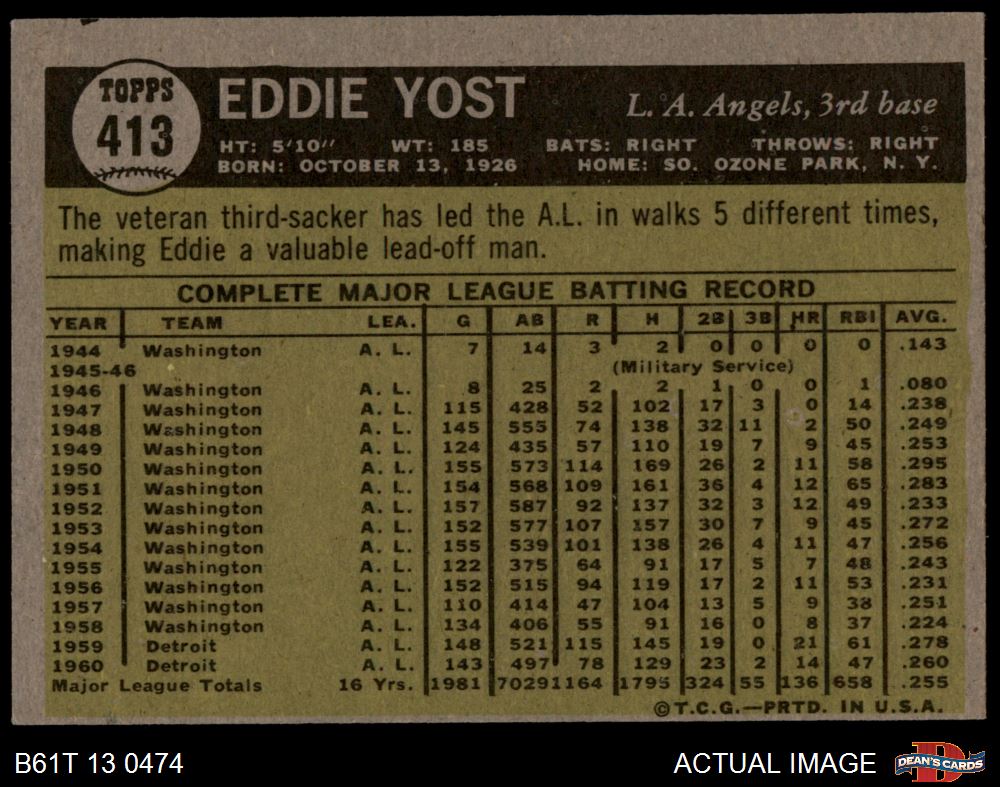 TOPPS
413
EDDIE YOST
L. A. Angels, 3rd base
HT: 5'10" WT: 185 BATS: RIGHT THROWS: RIGHT
BORN: OCTOBER 13, 1926 HOME: SO. OZONE PARK, N. Y.
The veteran third-sacker has led the A.L. in walks 5 different times,
making Eddie a valuable lead-off man.
COMPLETE MAJOR LEAGUE BATTING RECORD
YEAR TEAM LEA. G AB R H 2B 3B HR RBI AVG.
1944 Washington A. L. 7 14 3 2 0 0 0 0 .143
1945-46 (Military Service)
1946 Washington A. L. 8 25 2 2 1 0 0 1 .080
1947 Washington A. L. 115 428 52 102 17 3 0 14 .238
1948 Washington A. L. 145 555 74 138 32 11 2 50 .249
1949 Washington A. L. 124 435 57 110 19 7 9 45 .253
1950 Washington A. L. 155 573 114 169 26 2 11 58 .295
1951 Washington A. L. 154 568 109 161 36 4 12 65 .283
1952 Washington A. L. 157 587 92 137 32 3 12 49 .233
1953 Washington A. L. 152 577 107 157 30 7 9 45 .272
1954 Washington A. L. 155 539 101 138 26 4 11 47 .256
1955 Washington A. L. 122 375 64 91 17 5 7 48 .243
1956 Washington A. L. 152 515 94 119 17 2 11 53 .231
1957 Washington A. L. 110 414 47 104 13 5 9 38 .251
1958 Washington A. L. 134 406 55 91 16 0 8 37 .224
1959 Detroit A. L. 148 521 115 145 19 0 21 61 .278
1960 Detroit A. L. 143 497 78 129 23 2 14 47 .260
Major League Totals 16 Yrs. 1981 7029 1164 1795 324 55 136 658 .255
©T.C.G.—PRTD. IN U.S.A.
B61T 13 0474 ACTUAL IMAGE DEAN'S CARDS